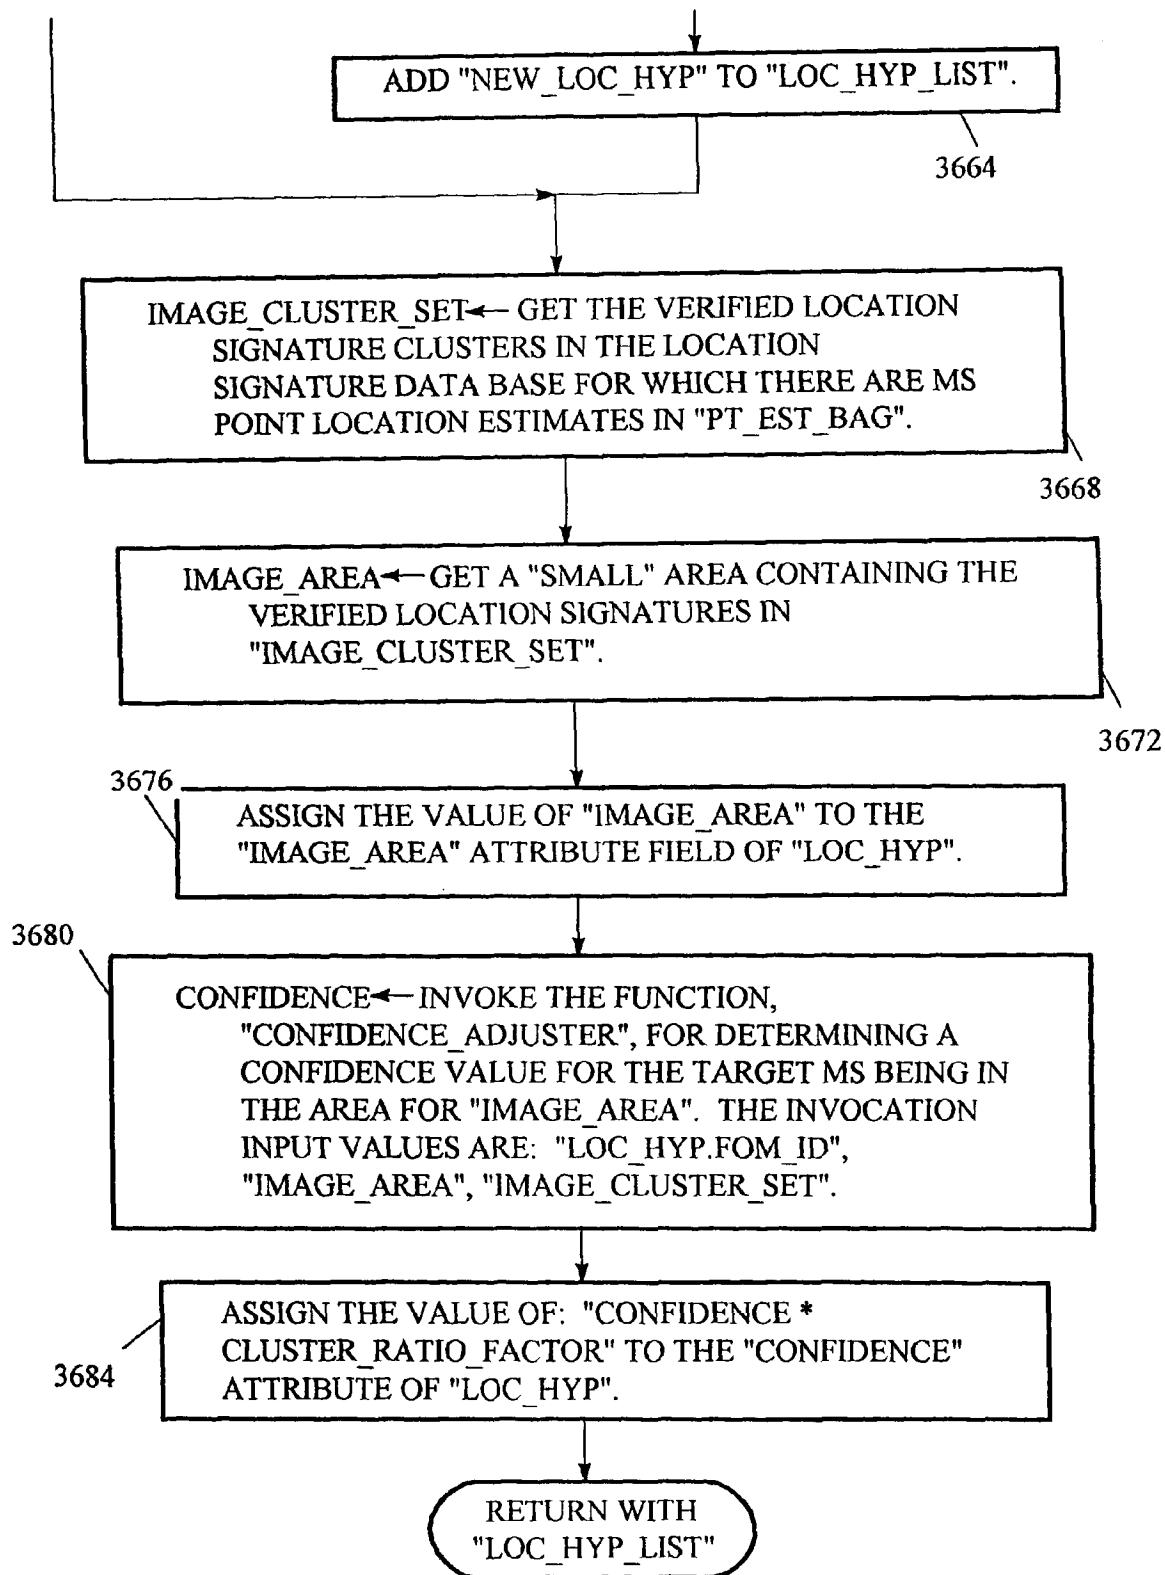 ADD "NEW_LOC_HYP" TO "LOC_HYP_LIST".
3664
IMAGE_CLUSTER_SET← GET THE VERIFIED LOCATION
SIGNATURE CLUSTERS IN THE LOCATION
SIGNATURE DATA BASE FOR WHICH THERE ARE MS
POINT LOCATION ESTIMATES IN "PT_EST_BAG".
3668
IMAGE_AREA← GET A "SMALL" AREA CONTAINING THE
VERIFIED LOCATION SIGNATURES IN
"IMAGE_CLUSTER_SET".
3672
3676
ASSIGN THE VALUE OF "IMAGE_AREA" TO THE
"IMAGE_AREA" ATTRIBUTE FIELD OF "LOC_HYP".
3680
CONFIDENCE← INVOKE THE FUNCTION,
"CONFIDENCE_ADJUSTER", FOR DETERMINING A
CONFIDENCE VALUE FOR THE TARGET MS BEING IN
THE AREA FOR "IMAGE_AREA". THE INVOCATION
INPUT VALUES ARE: "LOC_HYP.FOM_ID",
"IMAGE_AREA", "IMAGE_CLUSTER_SET".
ASSIGN THE VALUE OF: "CONFIDENCE *
CLUSTER_RATIO_FACTOR" TO THE "CONFIDENCE"
ATTRIBUTE OF "LOC_HYP".
3684
RETURN WITH
"LOC_HYP_LIST"